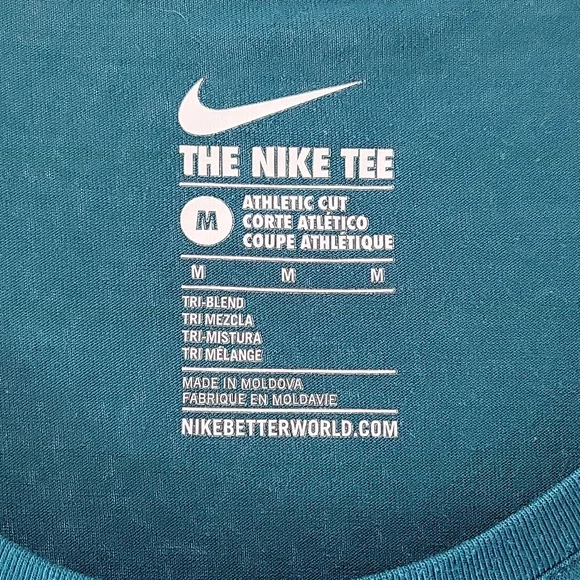 THE NIKE TEE
M
ATHLETIC CUT
CORTE ATLÉTICO
COUPE ATHLÉTIQUE
M M M
TRI-BLEND
TRI MEZCLA
TRI-MISTURA
TRI MÉLANGE
MADE IN MOLDOVA
FABRIQUE EN MOLDAVIE
NIKEBETTERWORLD.COM